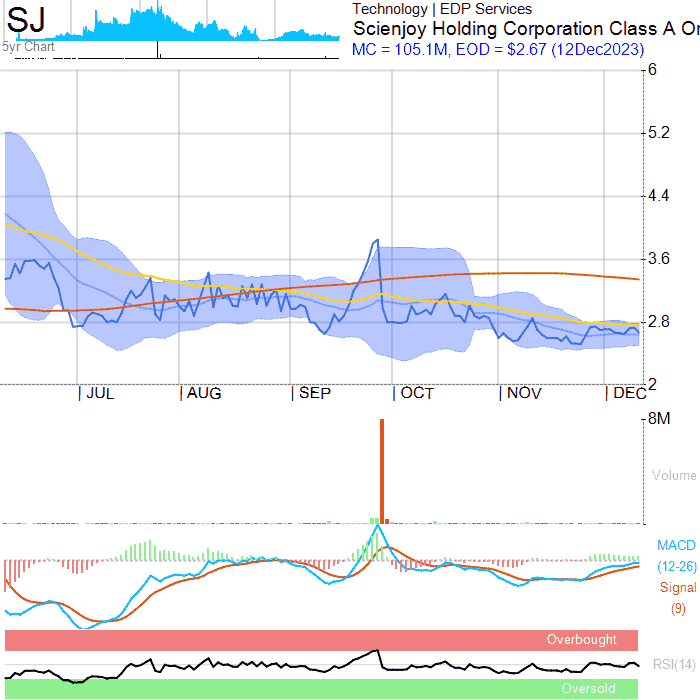 SJ
Technology | EDP Services
Scienjoy Holding Corporation Class A Or
MC = 105.1M, EOD = $2.67 (12Dec2023)
5yr Chart
6
5.2
4.4
3.6
2.8
2
| JUL | AUG | SEP | OCT | NOV | DEC
8M
Volume
MACD
(12-26)
Signal
(9)
Overbought
RSI(14)
Oversold